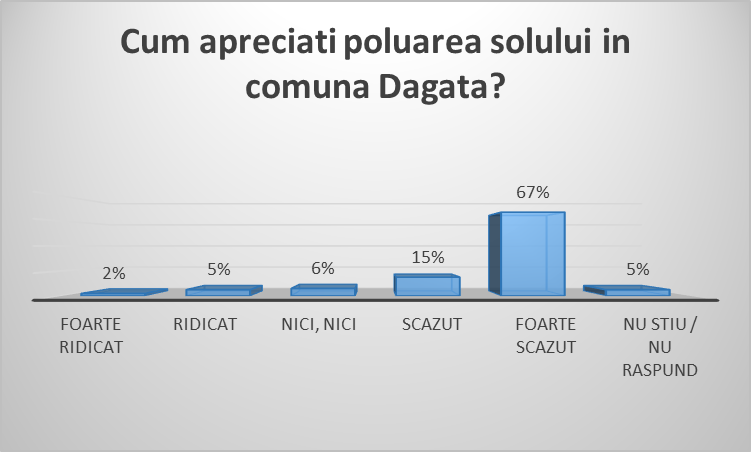 Cum apreciati poluarea solului in
comuna Dagata?
67%
15%
6%
5%
5%
2%
FOARTE
RIDICAT
RIDICAT
NICI, NICI
SCAZUT
FOARTE
SCAZUT
NU STIU /
NU
RASPUND